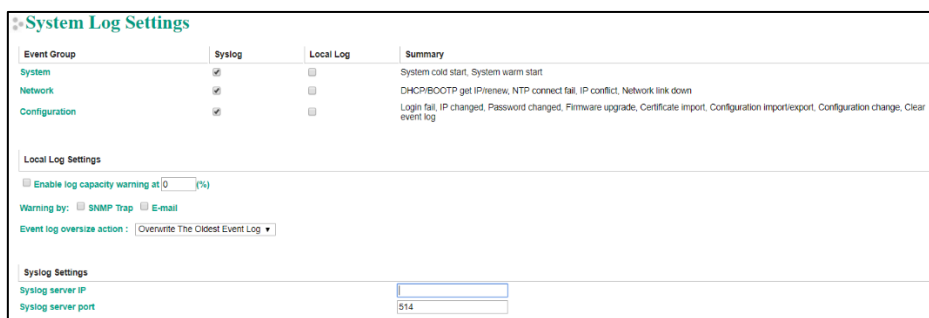 System Log Settings
Event Group Syslog Local Log Summary
System System cold start, System warm start
Network DHCP/BOOTP get IP/renew, NTP connect fail, IP conflict, Network link down
Configuration Login fail, IP changed, Password changed, Firmware upgrade, Certificate import, Configuration import/export, Configuration change, Clear
event log
Local Log Settings
Enable log capacity warning at 0 (%)
Warning by: SNMP Trap E-mail
Event log oversize action : Overwrite The Oldest Event Log
Syslog Settings
Syslog server IP
Syslog server port 514